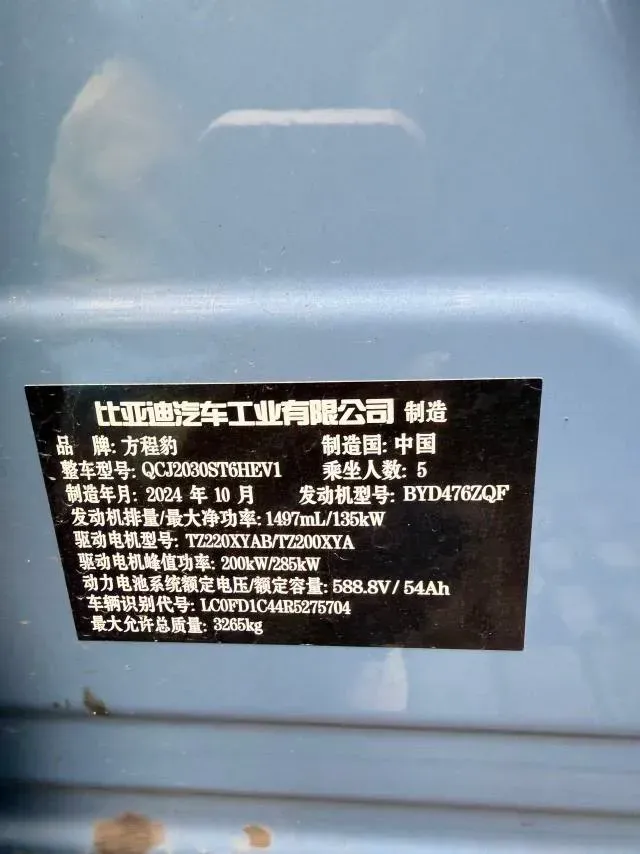 比亚迪汽车工业有限公司 制造
品 牌: 方程豹 制造国: 中国
整车型号: QCJ2030ST6HEV1 乘坐人数: 5
制造年月: 2024 年 10 月 发动机型号: BYD476ZQF
发动机排量/最大净功率: 1497mL/135kW
驱动电机型号: TZ220XYAB/TZ200XYA
驱动电机峰值功率: 200kW/285kW
动力电池系统额定电压/额定容量: 588.8V/ 54Ah
车辆识别代号: LC0FD1C44R5275704
最大允许总质量: 3265kg